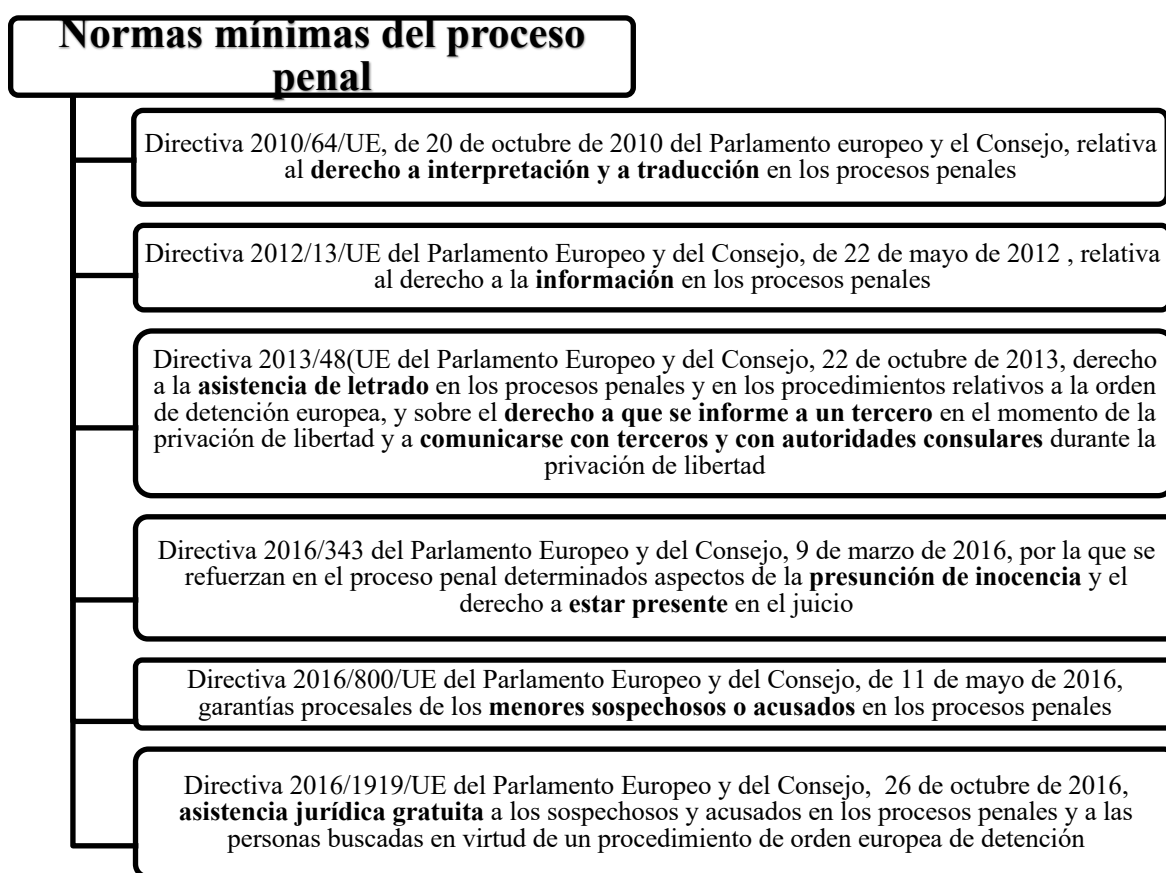 Normas mínimas del proceso
penal
Directiva 2010/64/UE, de 20 de octubre de 2010 del Parlamento europeo y el Consejo, relativa
al derecho a interpretación y a traducción en los procesos penales
Directiva 2012/13/UE del Parlamento Europeo y del Consejo, de 22 de mayo de 2012 , relativa
al derecho a la información en los procesos penales
Directiva 2013/48(UE del Parlamento Europeo y del Consejo, 22 de octubre de 2013, derecho
a la asistencia de letrado en los procesos penales y en los procedimientos relativos a la orden
de detención europea, y sobre el derecho a que se informe a un tercero en el momento de la
privación de libertad y a comunicarse con terceros y con autoridades consulares durante la
privación de libertad
Directiva 2016/343 del Parlamento Europeo y del Consejo, 9 de marzo de 2016, por la que se
refuerzan en el proceso penal determinados aspectos de la presunción de inocencia y el
derecho a estar presente en el juicio
Directiva 2016/800/UE del Parlamento Europeo y del Consejo, de 11 de mayo de 2016,
garantías procesales de los menores sospechosos o acusados en los procesos penales
Directiva 2016/1919/UE del Parlamento Europeo y del Consejo, 26 de octubre de 2016,
asistencia jurídica gratuita a los sospechosos y acusados en los procesos penales y a las
personas buscadas en virtud de un procedimiento de orden europea de detención